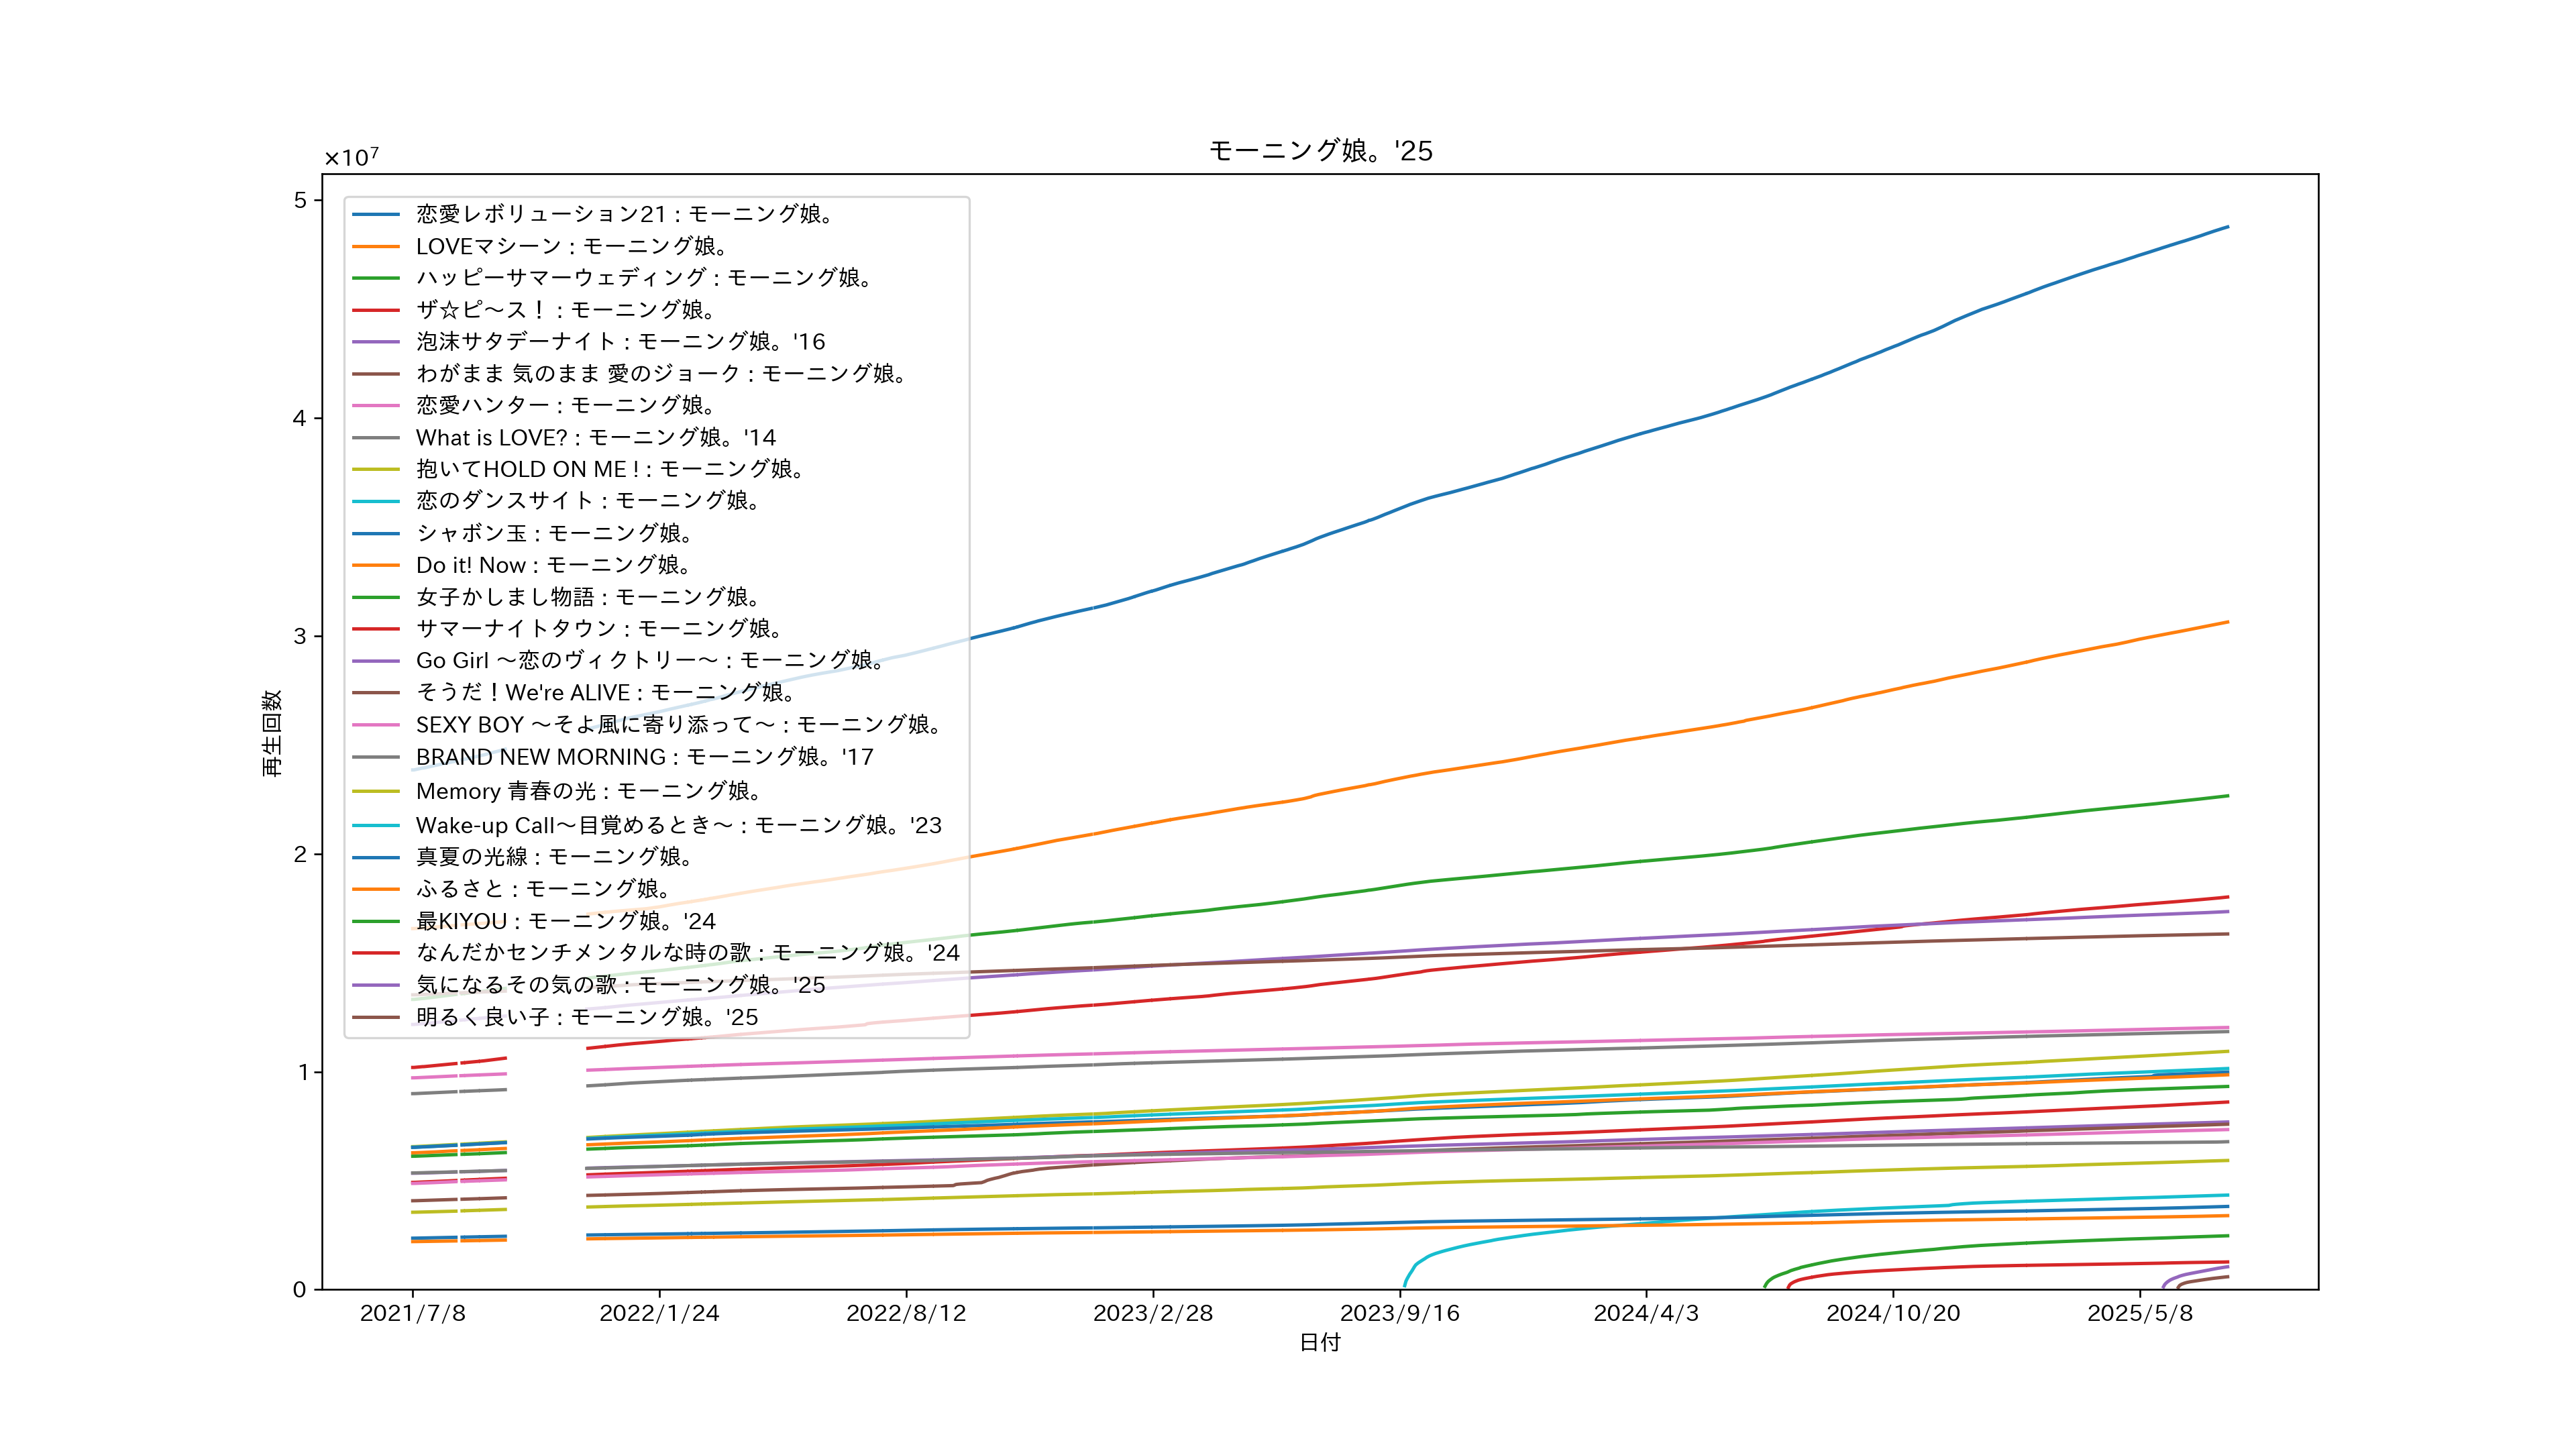 モーニング娘。'25
×10⁷
5
4
3
2
1
0
再生回数
恋愛レボリューション21 : モーニング娘。
LOVEマシーン : モーニング娘。
ハッピーサマーウェディング : モーニング娘。
ザ☆ピ〜ス！ : モーニング娘。
泡沫サタデーナイト : モーニング娘。'16
わがまま 気のまま 愛のジョーク : モーニング娘。
恋愛ハンター : モーニング娘。
What is LOVE? : モーニング娘。'14
抱いてHOLD ON ME ! : モーニング娘。
恋のダンスサイト : モーニング娘。
シャボン玉 : モーニング娘。
Do it! Now : モーニング娘。
女子かしまし物語 : モーニング娘。
サマーナイトタウン : モーニング娘。
Go Girl 〜恋のヴィクトリー〜 : モーニング娘。
そうだ！We're ALIVE : モーニング娘。
SEXY BOY 〜そよ風に寄り添って〜 : モーニング娘。
BRAND NEW MORNING : モーニング娘。'17
Memory 青春の光 : モーニング娘。
Wake-up Call〜目覚めるとき〜 : モーニング娘。'23
真夏の光線 : モーニング娘。
ふるさと : モーニング娘。
最KIYOU : モーニング娘。'24
なんだかセンチメンタルな時の歌 : モーニング娘。'24
気になるその気の歌 : モーニング娘。'25
明るく良い子 : モーニング娘。'25
2021/7/8 2022/1/24 2022/8/12 2023/2/28 2023/9/16 2024/4/3 2024/10/20 2025/5/8
日付